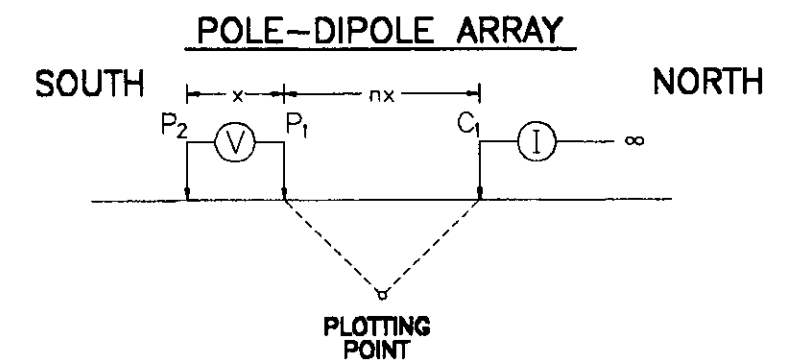 POLE-DIPOLE ARRAY
SOUTH
NORTH
x
nx
P2
P1
C1
V
I
∞
PLOTTING
POINT